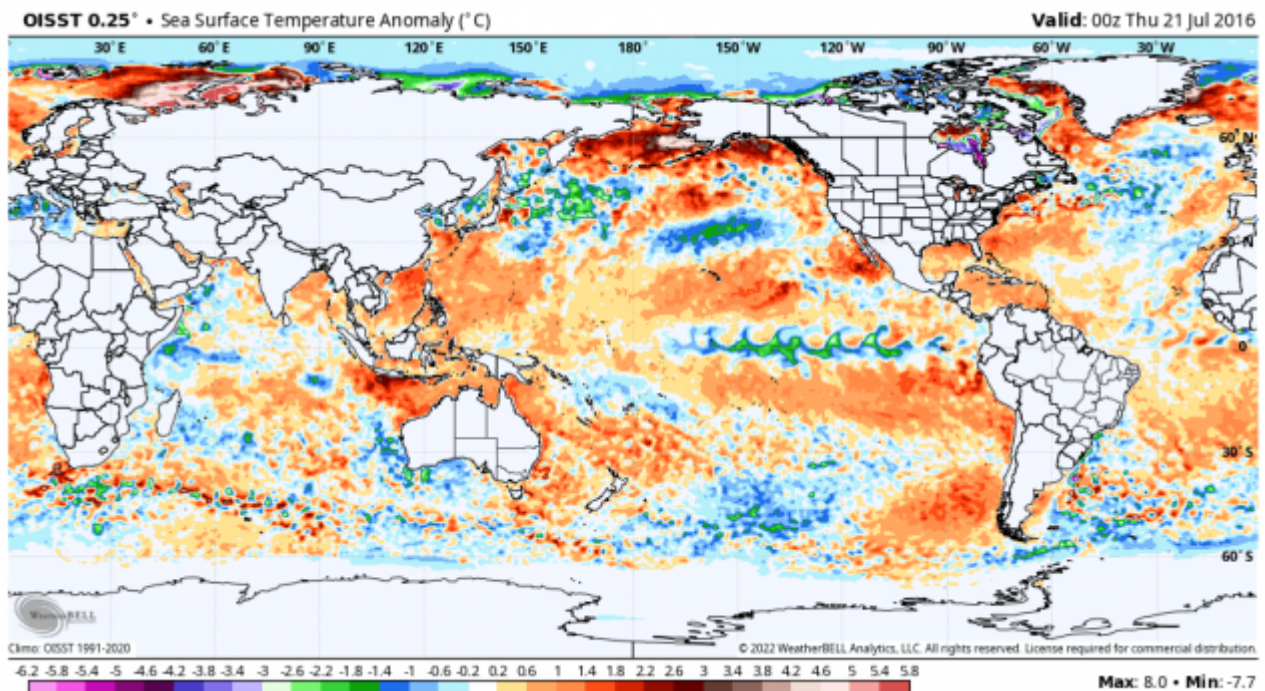 OISST 0.25° • Sea Surface Temperature Anomaly (°C)
Valid: 00z Thu 21 Jul 2016
30°E 60°E 90°E 120°E 150°E 180° 150°W 120°W 90°W 60°W 30°W
60°N
30°N
0
30°S
60°S
WeatherBELL
Climo: OISST 1991-2020
© 2022 WeatherBELL Analytics, LLC. All rights reserved. License required for commercial distribution.
-6.2 -5.8 -5.4 -5 -4.6 -4.2 -3.8 -3.4 -3 -2.6 -2.2 -1.8 -1.4 -1 -0.6 -0.2 0.2 0.6 1 1.4 1.8 2.2 2.6 3 3.4 3.8 4.2 4.6 5 5.4 5.8
Max: 8.0 • Min: -7.7